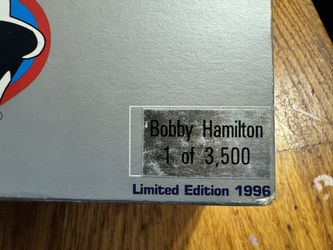 Bobby Hamilton
1 of 3,500
Limited Edition 1996